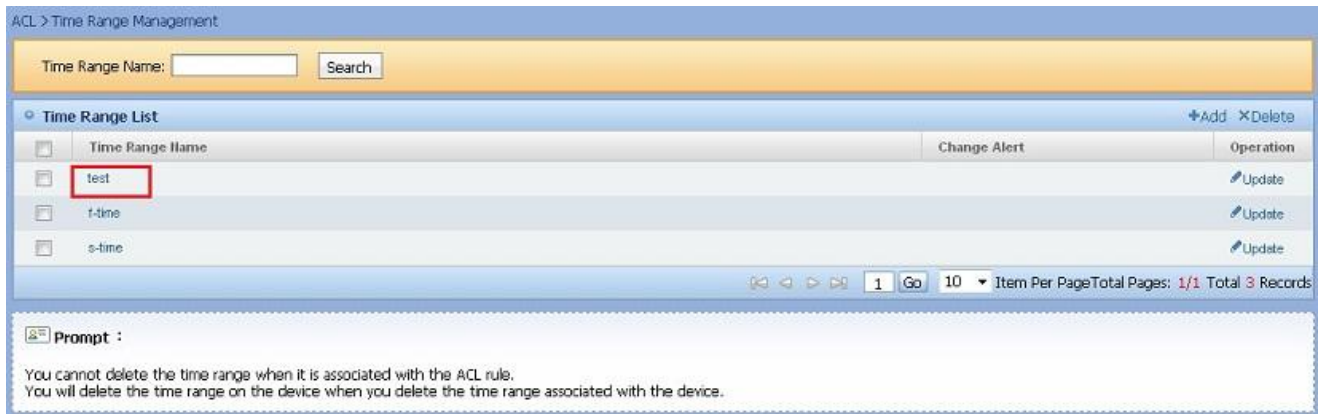 ACL > Time Range Management
Time Range Name: Search
Time Range List +Add ×Delete
Time Range Name Change Alert Operation
test Update
f-time Update
s-time Update
1 Go 10 Item Per PageTotal Pages: 1/1 Total 3 Records
Prompt :
You cannot delete the time range when it is associated with the ACL rule.
You will delete the time range on the device when you delete the time range associated with the device.